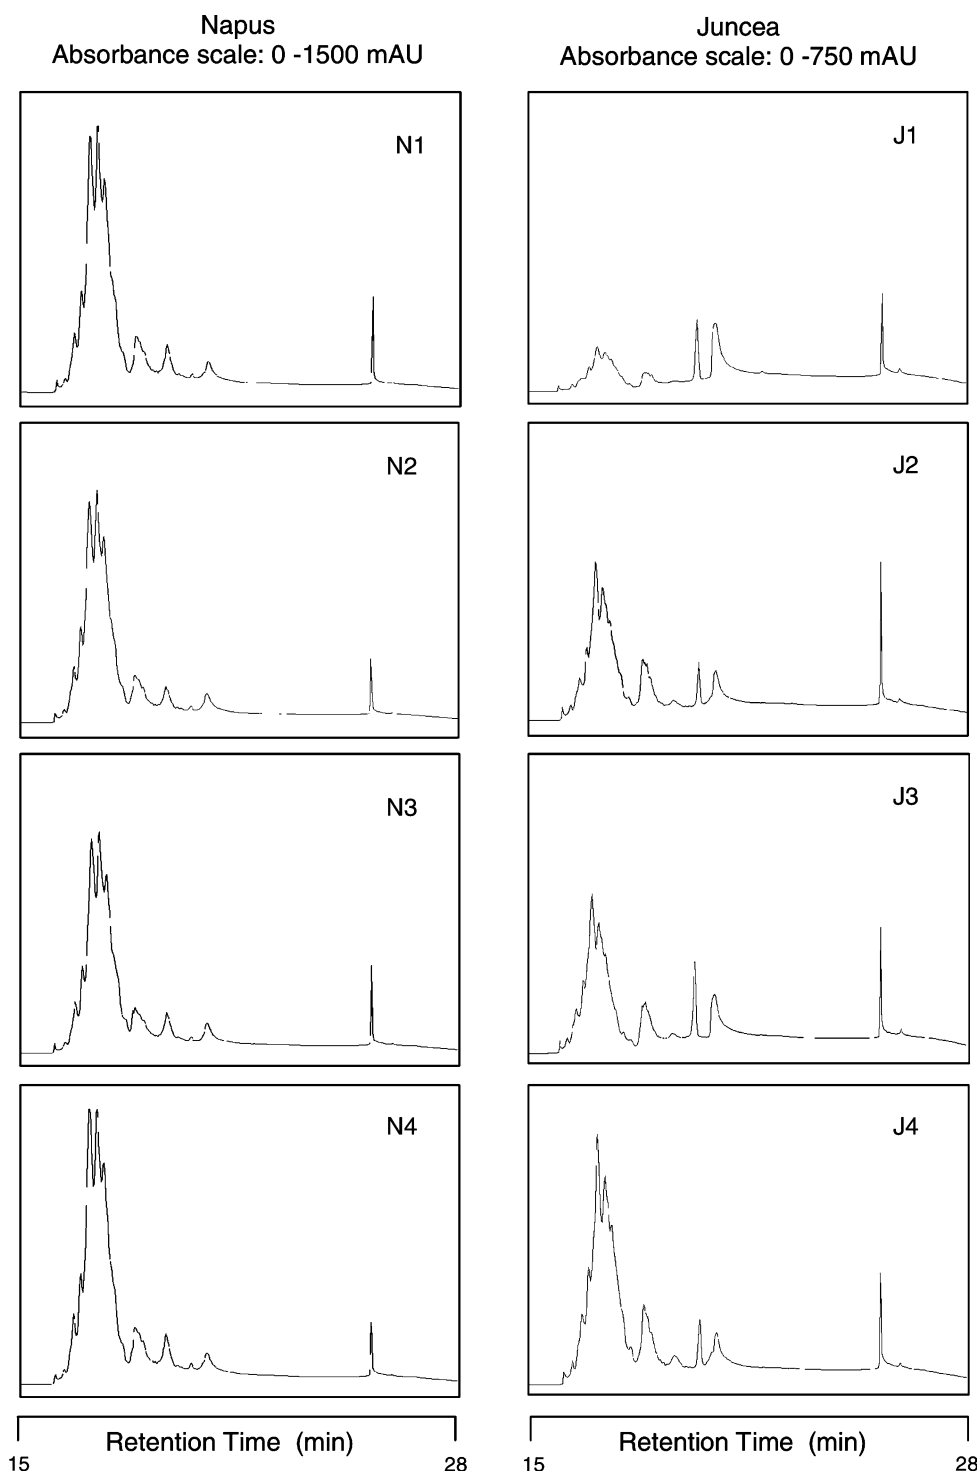 Napus
Absorbance scale: 0 -1500 mAU
Juncea
Absorbance scale: 0 -750 mAU
N1
J1
N2
J2
N3
J3
N4
J4
Retention Time (min)
15
28
Retention Time (min)
15
28